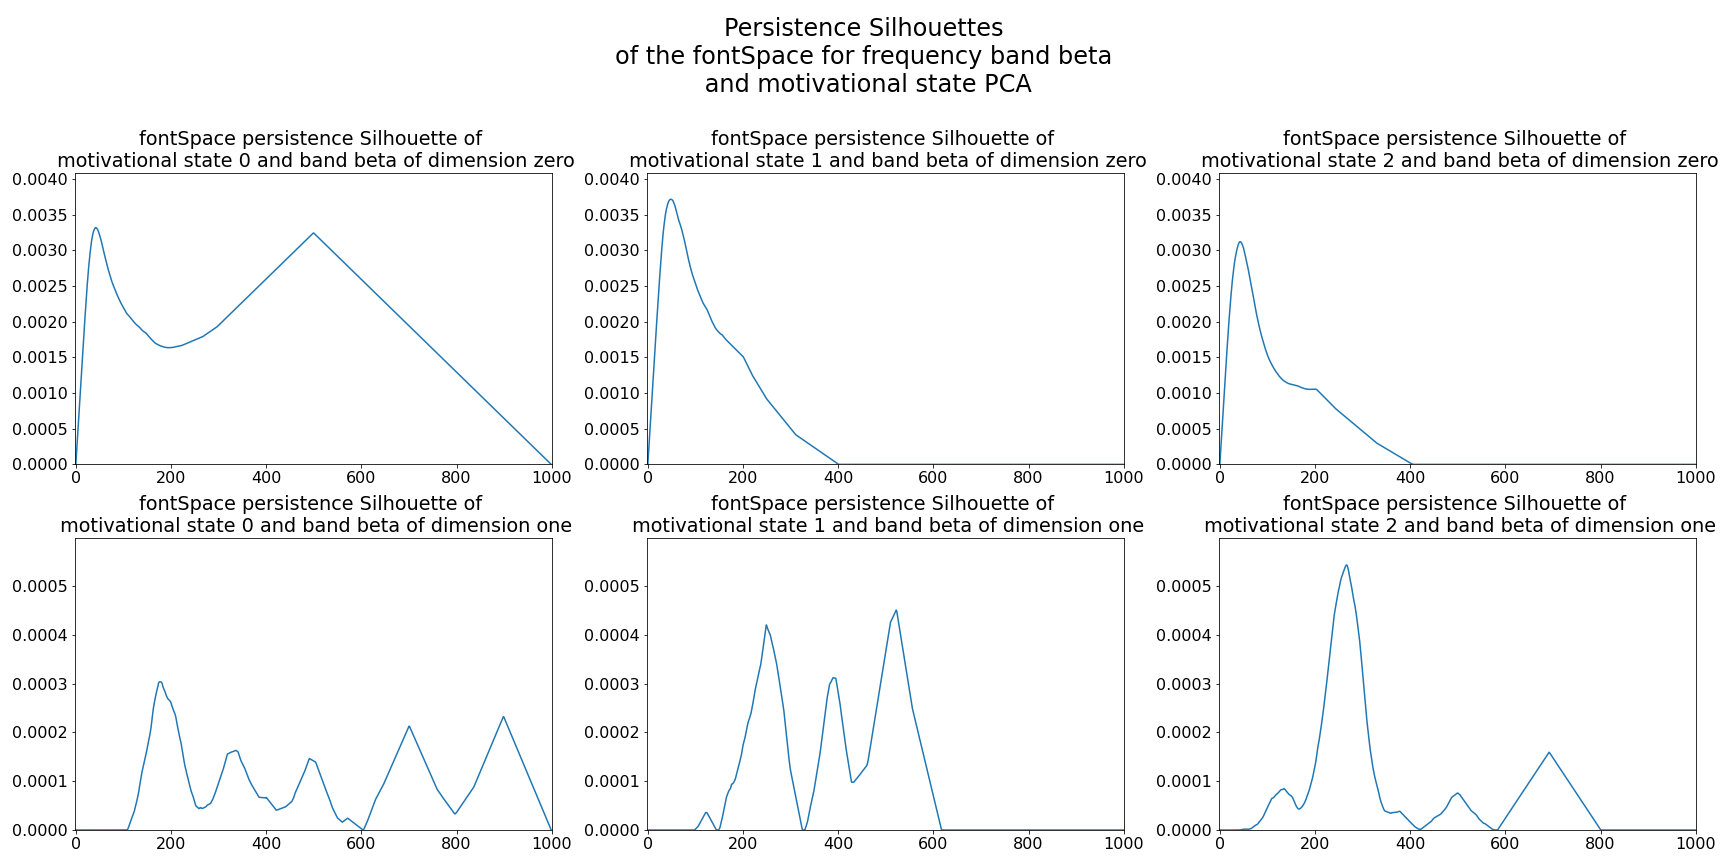 Persistence Silhouettes
of the fontSpace for frequency band beta
and motivational state PCA
fontSpace persistence Silhouette of
motivational state 0 and band beta of dimension zero
0.0040
0.0035
0.0030
0.0025
0.0020
0.0015
0.0010
0.0005
0.0000
0 200 400 600 800 1000
fontSpace persistence Silhouette of
motivational state 1 and band beta of dimension zero
0.0040
0.0035
0.0030
0.0025
0.0020
0.0015
0.0010
0.0005
0.0000
0 200 400 600 800 1000
fontSpace persistence Silhouette of
motivational state 2 and band beta of dimension zero
0.0040
0.0035
0.0030
0.0025
0.0020
0.0015
0.0010
0.0005
0.0000
0 200 400 600 800 1000
fontSpace persistence Silhouette of
motivational state 0 and band beta of dimension one
0.0005
0.0004
0.0003
0.0002
0.0001
0.0000
0 200 400 600 800 1000
fontSpace persistence Silhouette of
motivational state 1 and band beta of dimension one
0.0005
0.0004
0.0003
0.0002
0.0001
0.0000
0 200 400 600 800 1000
fontSpace persistence Silhouette of
motivational state 2 and band beta of dimension one
0.0005
0.0004
0.0003
0.0002
0.0001
0.0000
0 200 400 600 800 1000